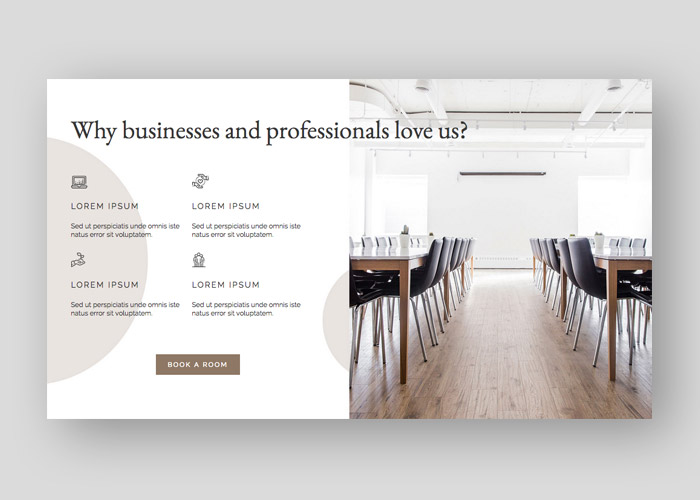 Why businesses and professionals love us?
LOREM IPSUM
Sed ut perspiciatis unde omnis iste
natus error sit voluptatem.
LOREM IPSUM
Sed ut perspiciatis unde omnis iste
natus error sit voluptatem.
LOREM IPSUM
Sed ut perspiciatis unde omnis iste
natus error sit voluptatem.
LOREM IPSUM
Sed ut perspiciatis unde omnis iste
natus error sit voluptatem.
BOOK A ROOM